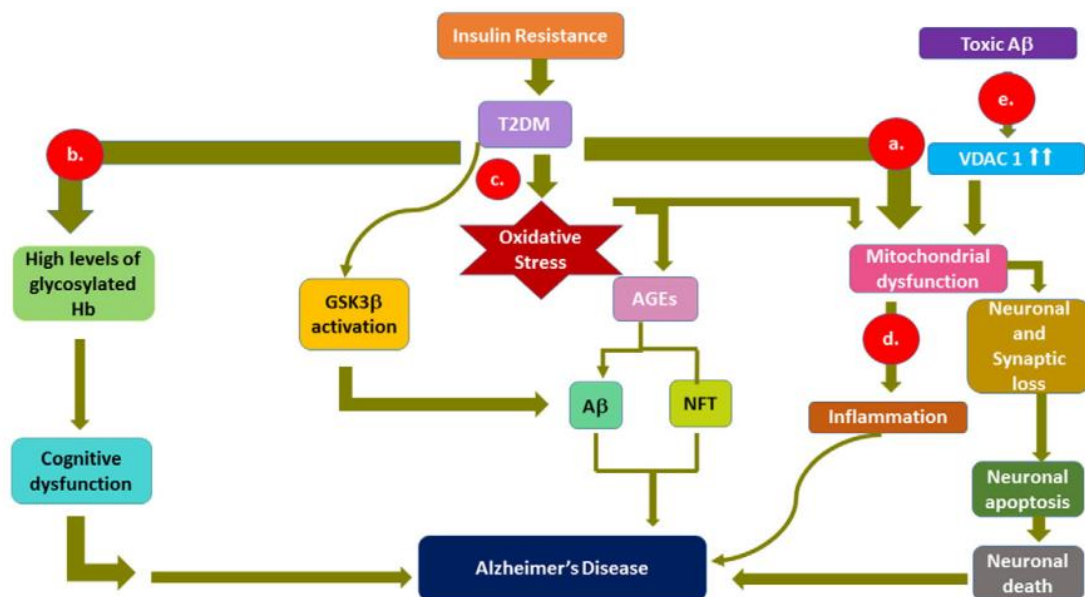 Insulin Resistance
Toxic Aβ
e.
T2DM
b.
a.
VDAC 1 ⬆⬆
c.
Oxidative
Stress
High levels of
glycosylated
Hb
Mitochondrial
dysfunction
GSK3β
activation
AGEs
Neuronal
and
Synaptic
loss
d.
Aβ
NFT
Inflammation
Cognitive
dysfunction
Neuronal
apoptosis
Alzheimer's Disease
Neuronal
death